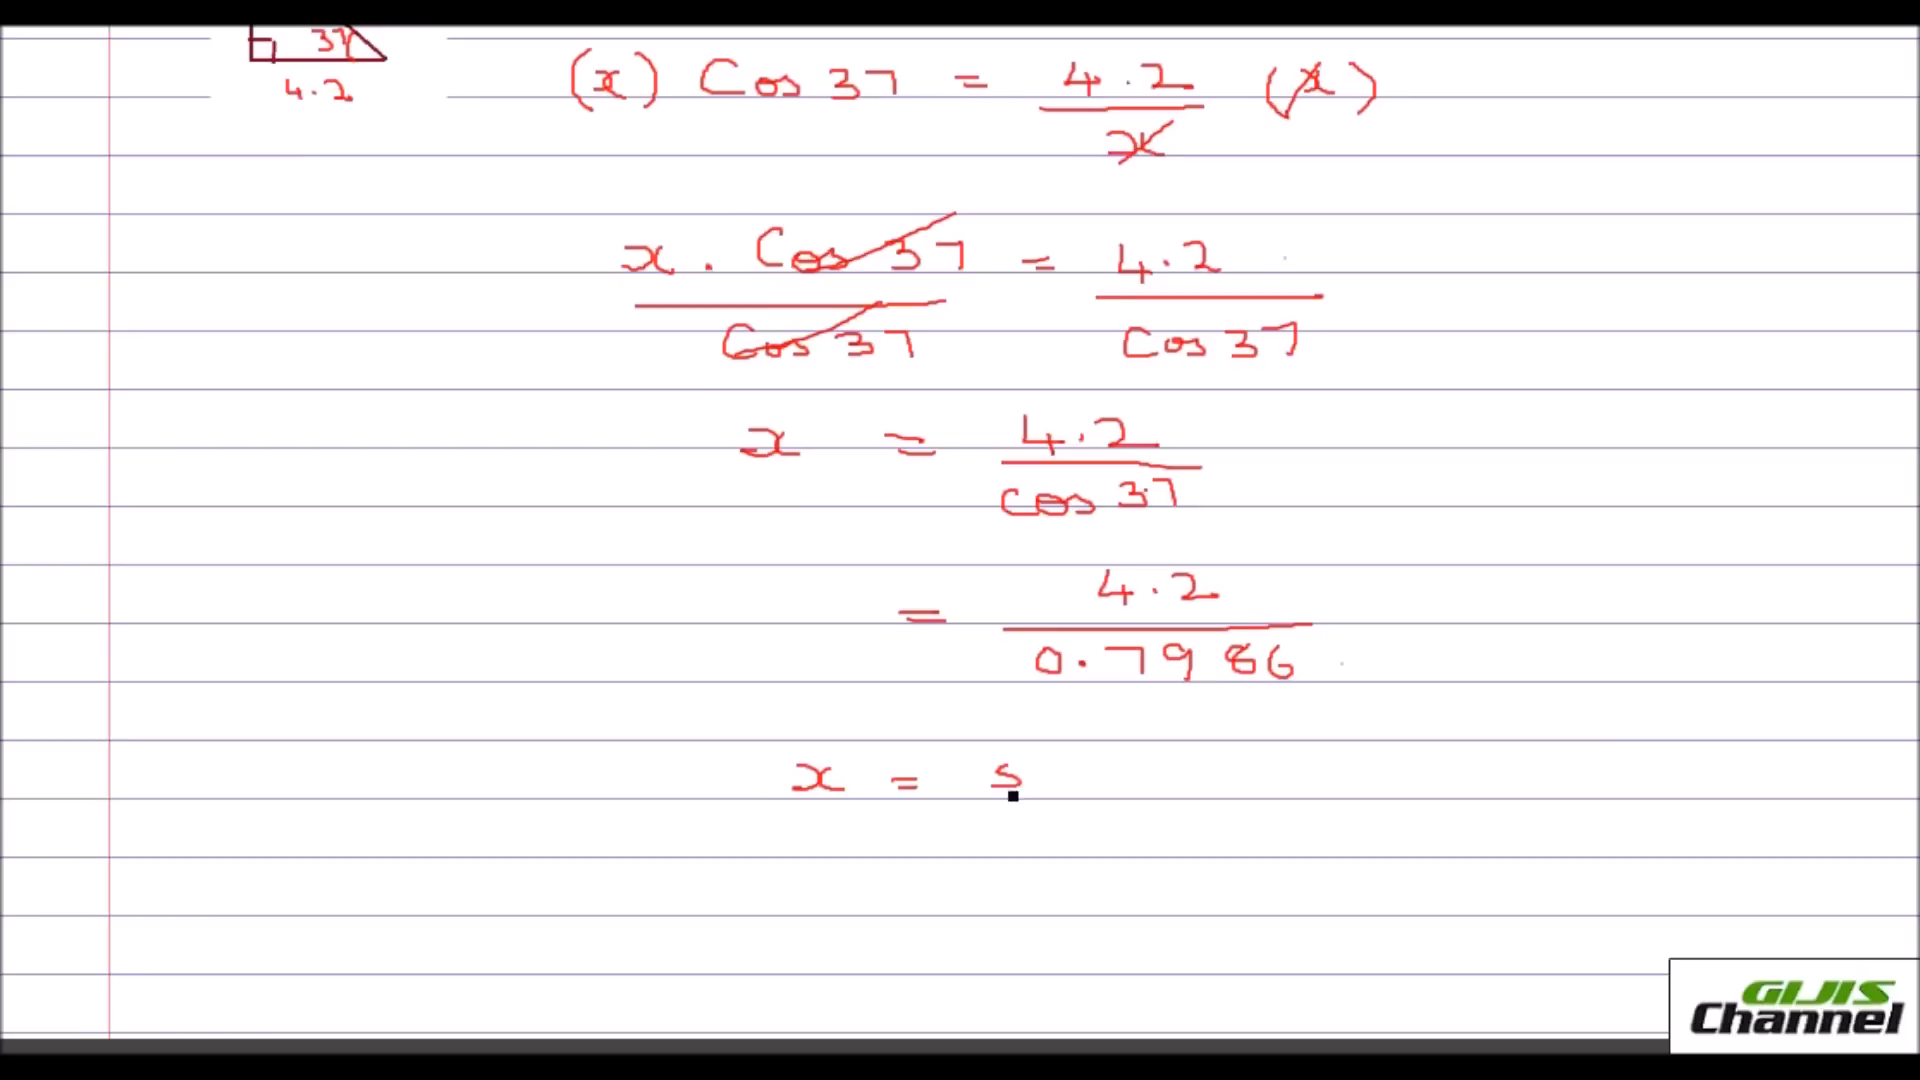 37
4.2
(x) Cos 37 = 4.2 (x)
x
x . Cos 37 = 4.2
Cos 37 Cos 37
x = 4.2
cos 37
= 4.2
0.7986
x = 5
GIJIS
Channel